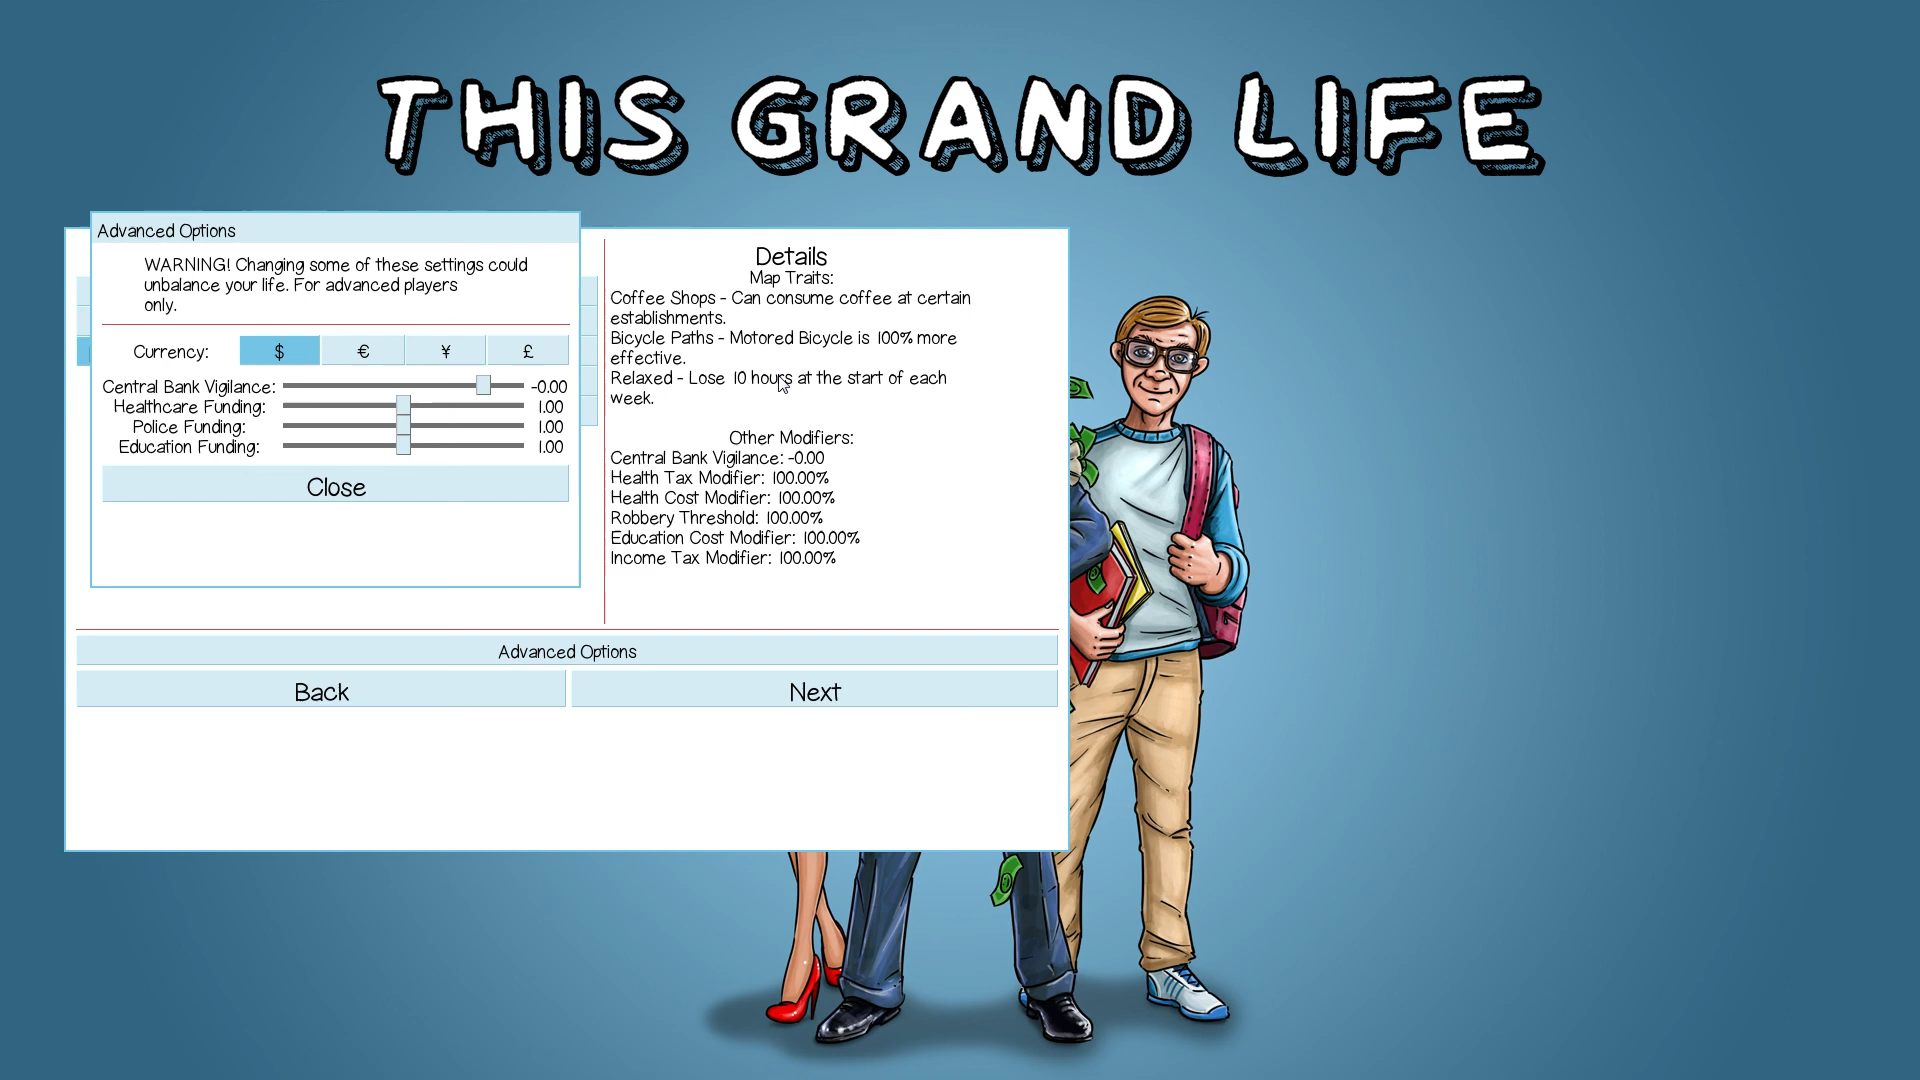 THIS GRAND LIFE
Advanced Options
WARNING! Changing some of these settings could
unbalance your life. For advanced players
only.
Currency: $ € ¥ £
Central Bank Vigilance: -0.00
Healthcare Funding: 1.00
Police Funding: 1.00
Education Funding: 1.00
Close
Details
Map Traits:
Coffee Shops - Can consume coffee at certain
establishments.
Bicycle Paths - Motored Bicycle is 100% more
effective.
Relaxed - Lose 10 hours at the start of each
week.
Other Modifiers:
Central Bank Vigilance: -0.00
Health Tax Modifier: 100.00%
Health Cost Modifier: 100.00%
Robbery Threshold: 100.00%
Education Cost Modifier: 100.00%
Income Tax Modifier: 100.00%
Advanced Options
Back Next